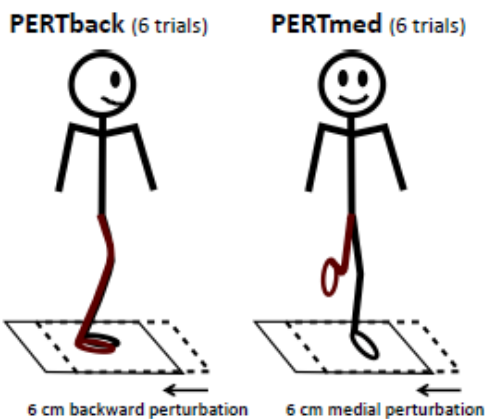 PERTback (6 trials)
PERTmed (6 trials)
6 cm backward perturbation
6 cm medial perturbation